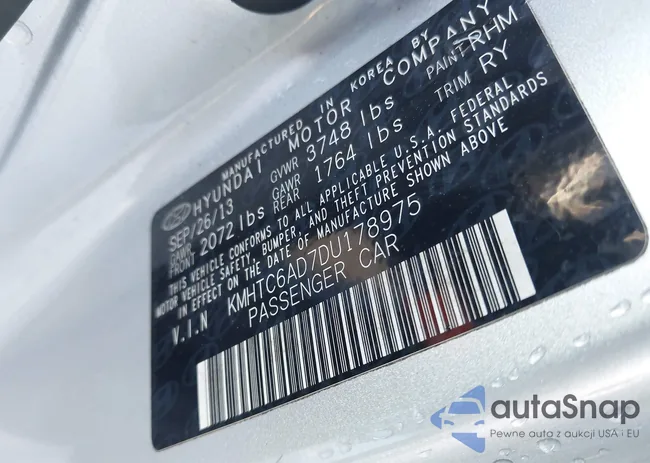 MANUFACTURED IN KOREA BY
HYUNDAI MOTOR COMPANY
SEP/26/13 GVWR 3748 lbs PAINT RHM
GAWR FRONT 2072 lbs GAWR REAR 1764 lbs TRIM RY
THIS VEHICLE CONFORMS TO ALL APPLICABLE U.S.A. FEDERAL
MOTOR VEHICLE SAFETY, BUMPER, AND THEFT PREVENTION STANDARDS
IN EFFECT ON THE DATE OF MANUFACTURE SHOWN ABOVE
V.I.N KMHTC6AD7DU178975
PASSENGER CAR
autaSnap
Pewne auta z aukcji USA i EU